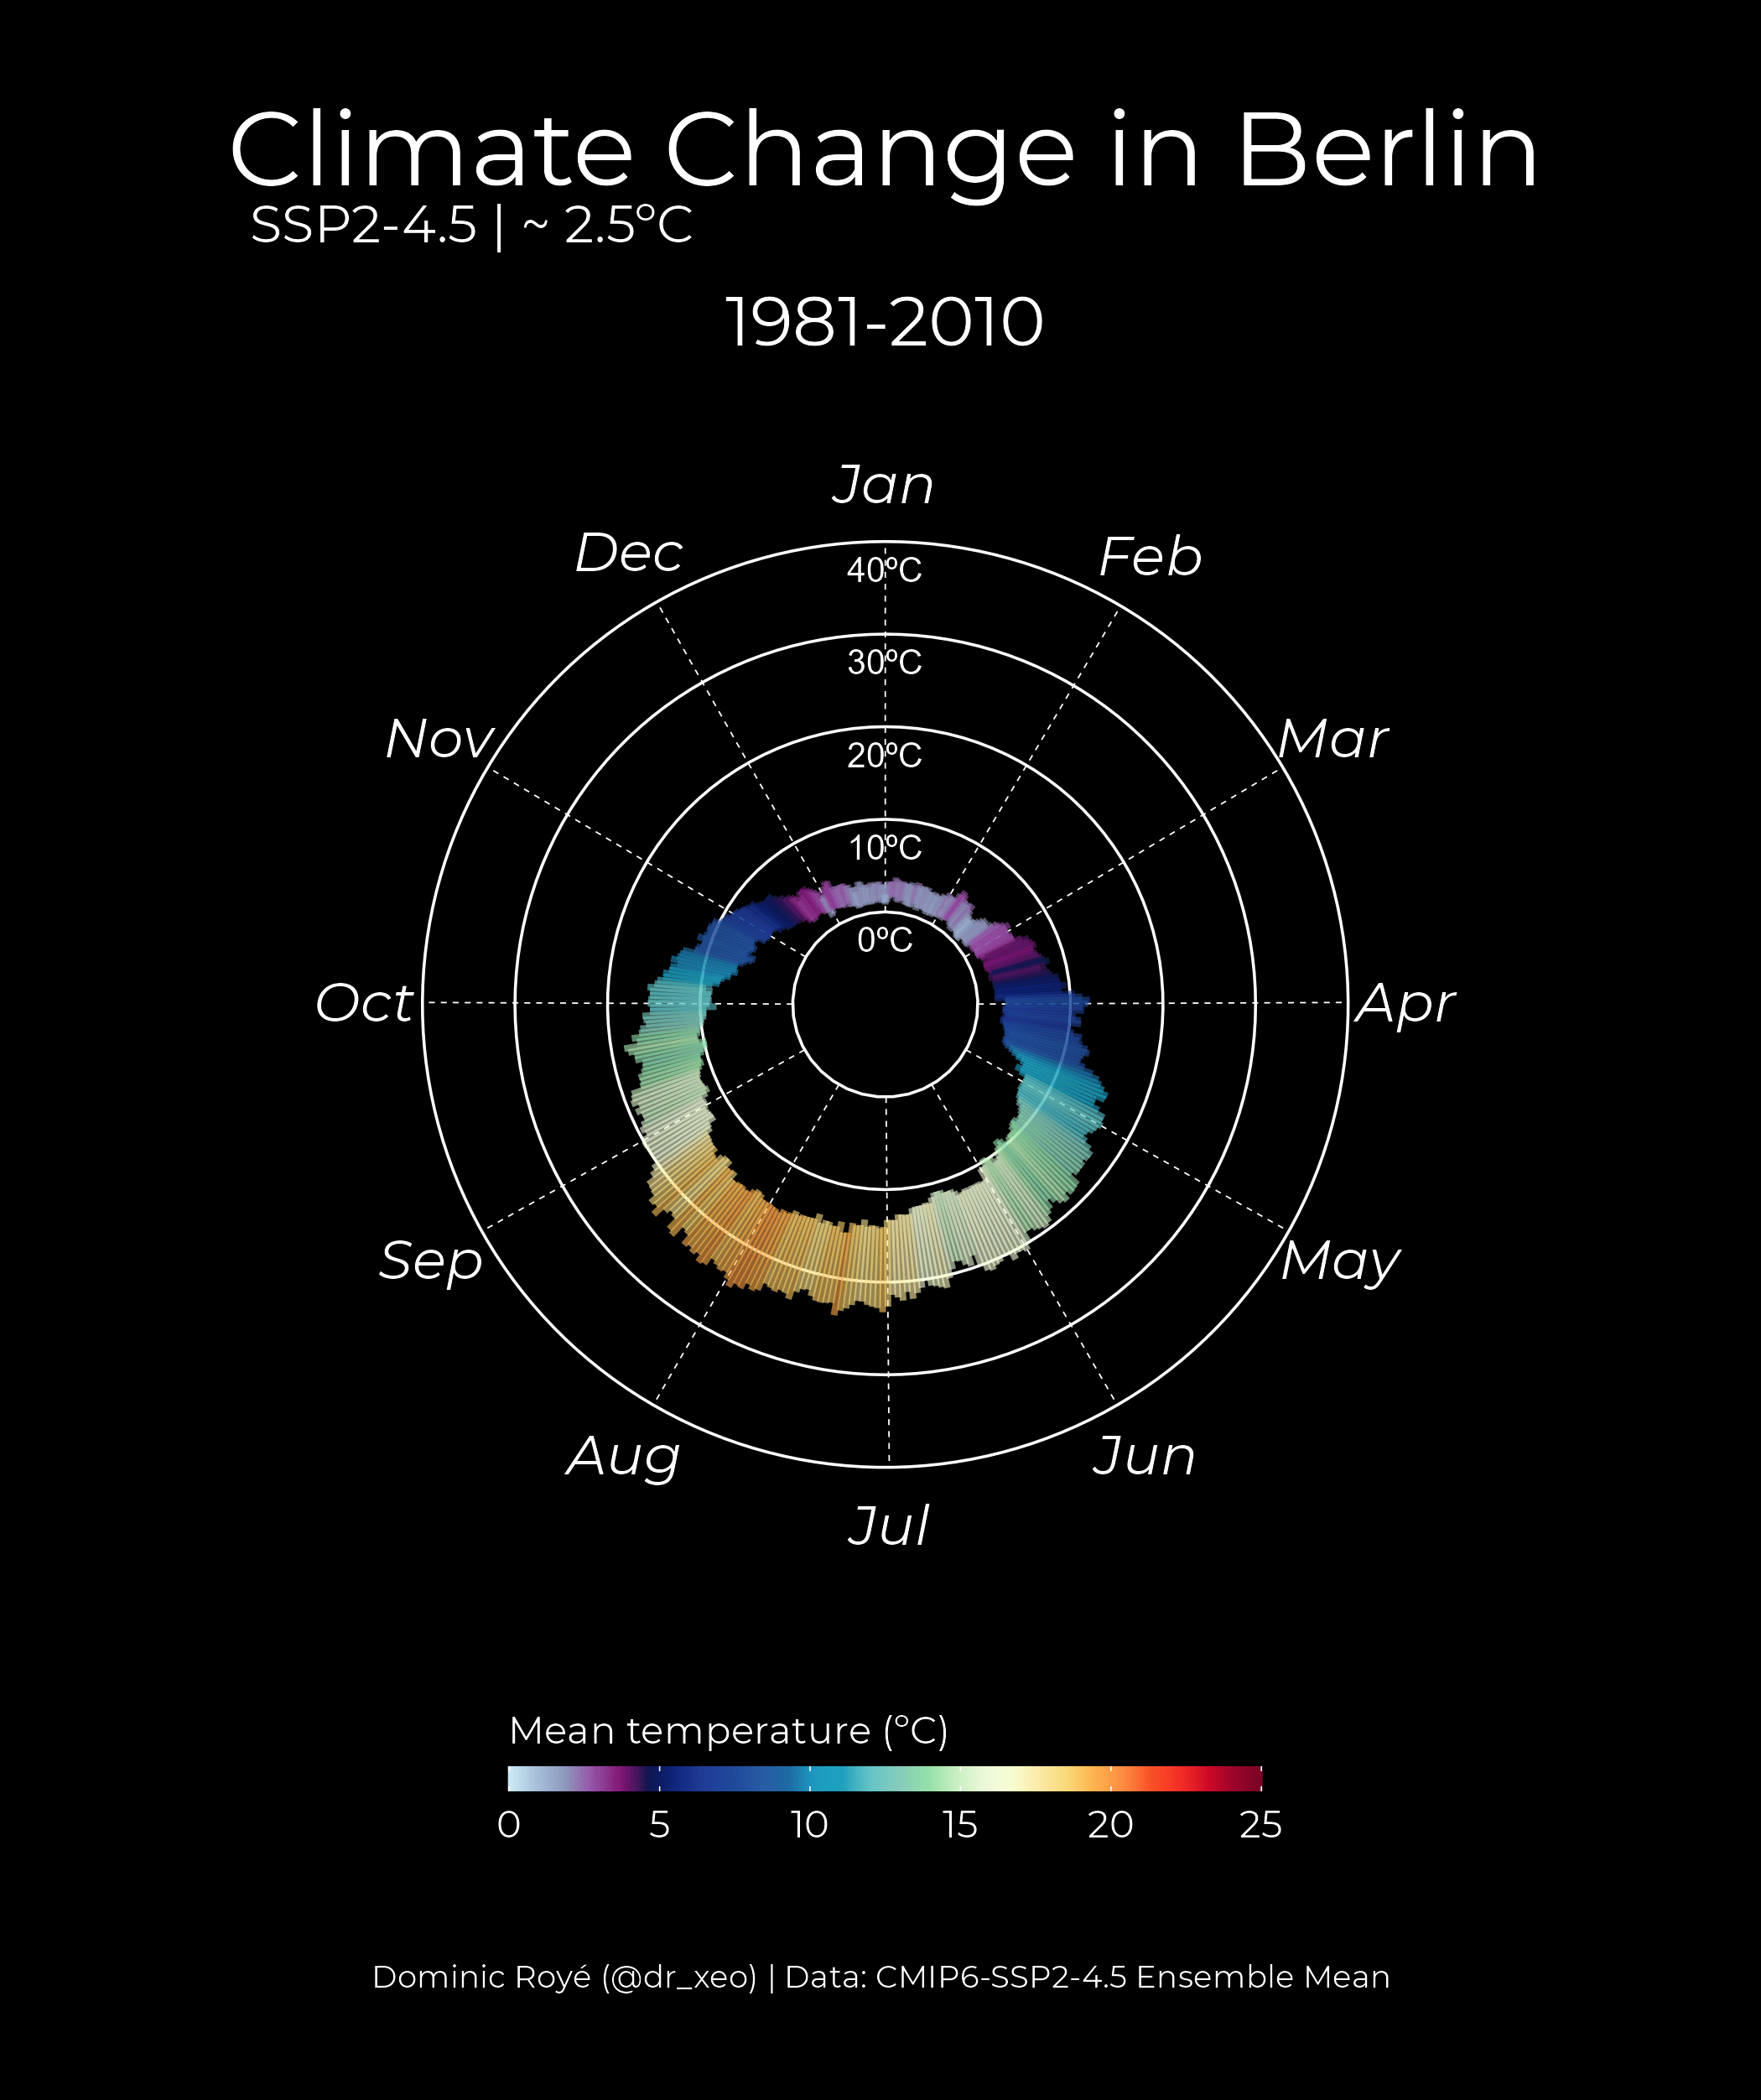 Climate Change in Berlin
SSP2-4.5 | ~ 2.5ºC
1981-2010
Jan
Dec
Feb
40ºC
30ºC
Nov
Mar
20ºC
10ºC
0ºC
Oct
Apr
Sep
May
Aug
Jun
Jul
Mean temperature (ºC)
0 5 10 15 20 25
Dominic Royé (@dr_xeo) | Data: CMIP6-SSP2-4.5 Ensemble Mean